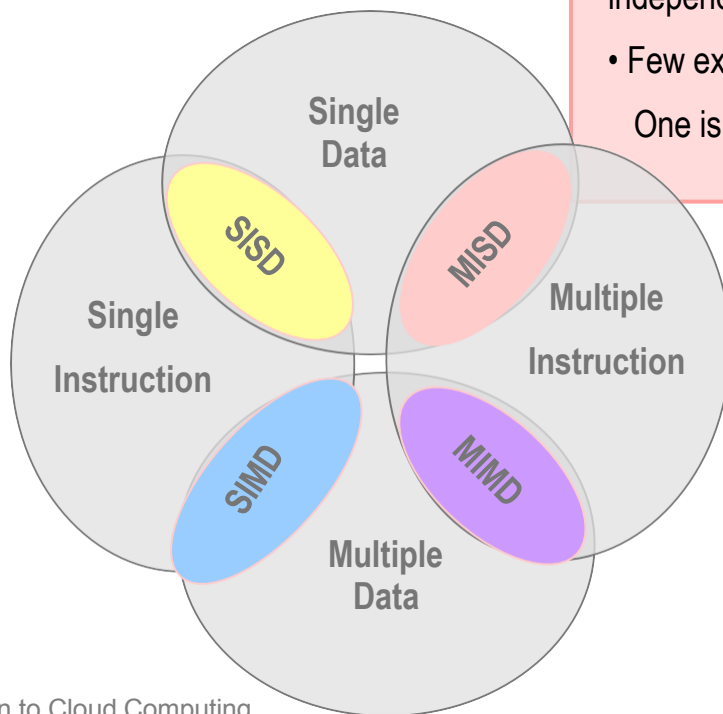 • Few ex
One is
Single
Data
SISD
MISD
Single
Instruction
Multiple
Instruction
SIMD
MIMD
Multiple
Data
to Cloud Computing